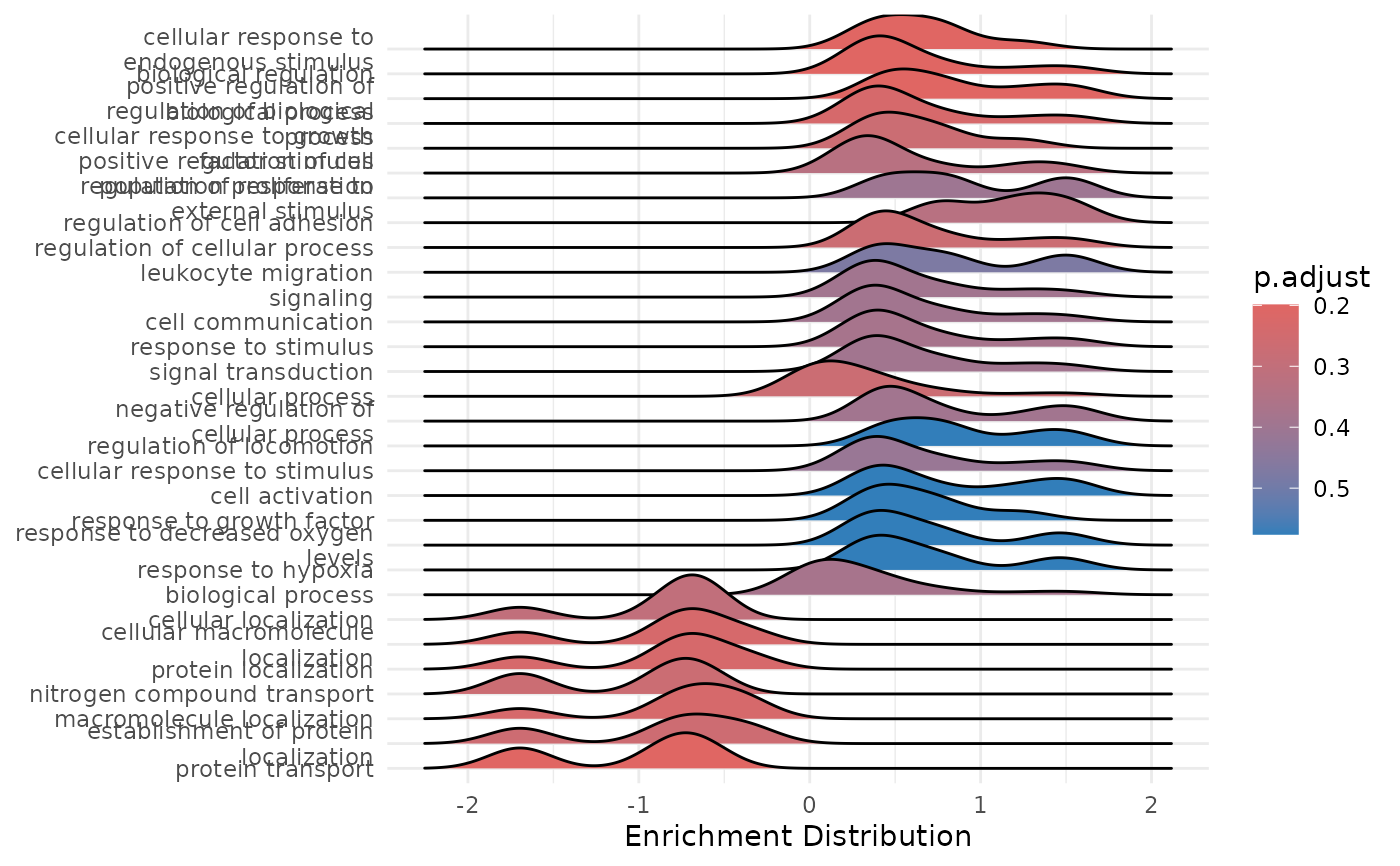 cellular response to
endogenous stimulus
biological regulation
positive regulation of
biological process
regulation of biological
process
cellular response to growth
factor stimulus
positive regulation of cell
population proliferation
regulation of response to
external stimulus
regulation of cell adhesion
regulation of cellular process
leukocyte migration
signaling
cell communication
response to stimulus
signal transduction
cellular process
negative regulation of
cellular process
regulation of locomotion
cellular response to stimulus
cell activation
response to growth factor
response to decreased oxygen
levels
response to hypoxia
biological process
cellular localization
cellular macromolecule
localization
protein localization
nitrogen compound transport
macromolecule localization
establishment of protein
localization
protein transport
-2 -1 0 1 2
Enrichment Distribution
p.adjust
0.2
0.3
0.4
0.5